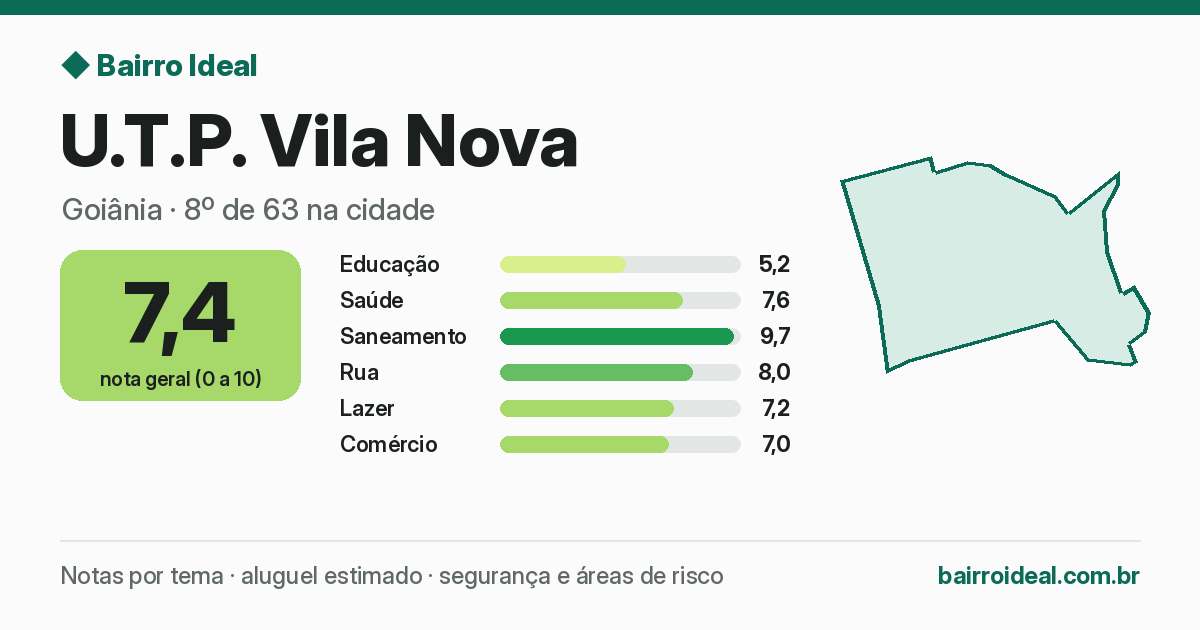 Bairro Ideal
U.T.P. Vila Nova
Goiânia · 8º de 63 na cidade
7,4
nota geral (0 a 10)
Educação 5,2
Saúde 7,6
Saneamento 9,7
Rua 8,0
Lazer 7,2
Comércio 7,0
Notas por tema · aluguel estimado · segurança e áreas de risco
bairroideal.com.br